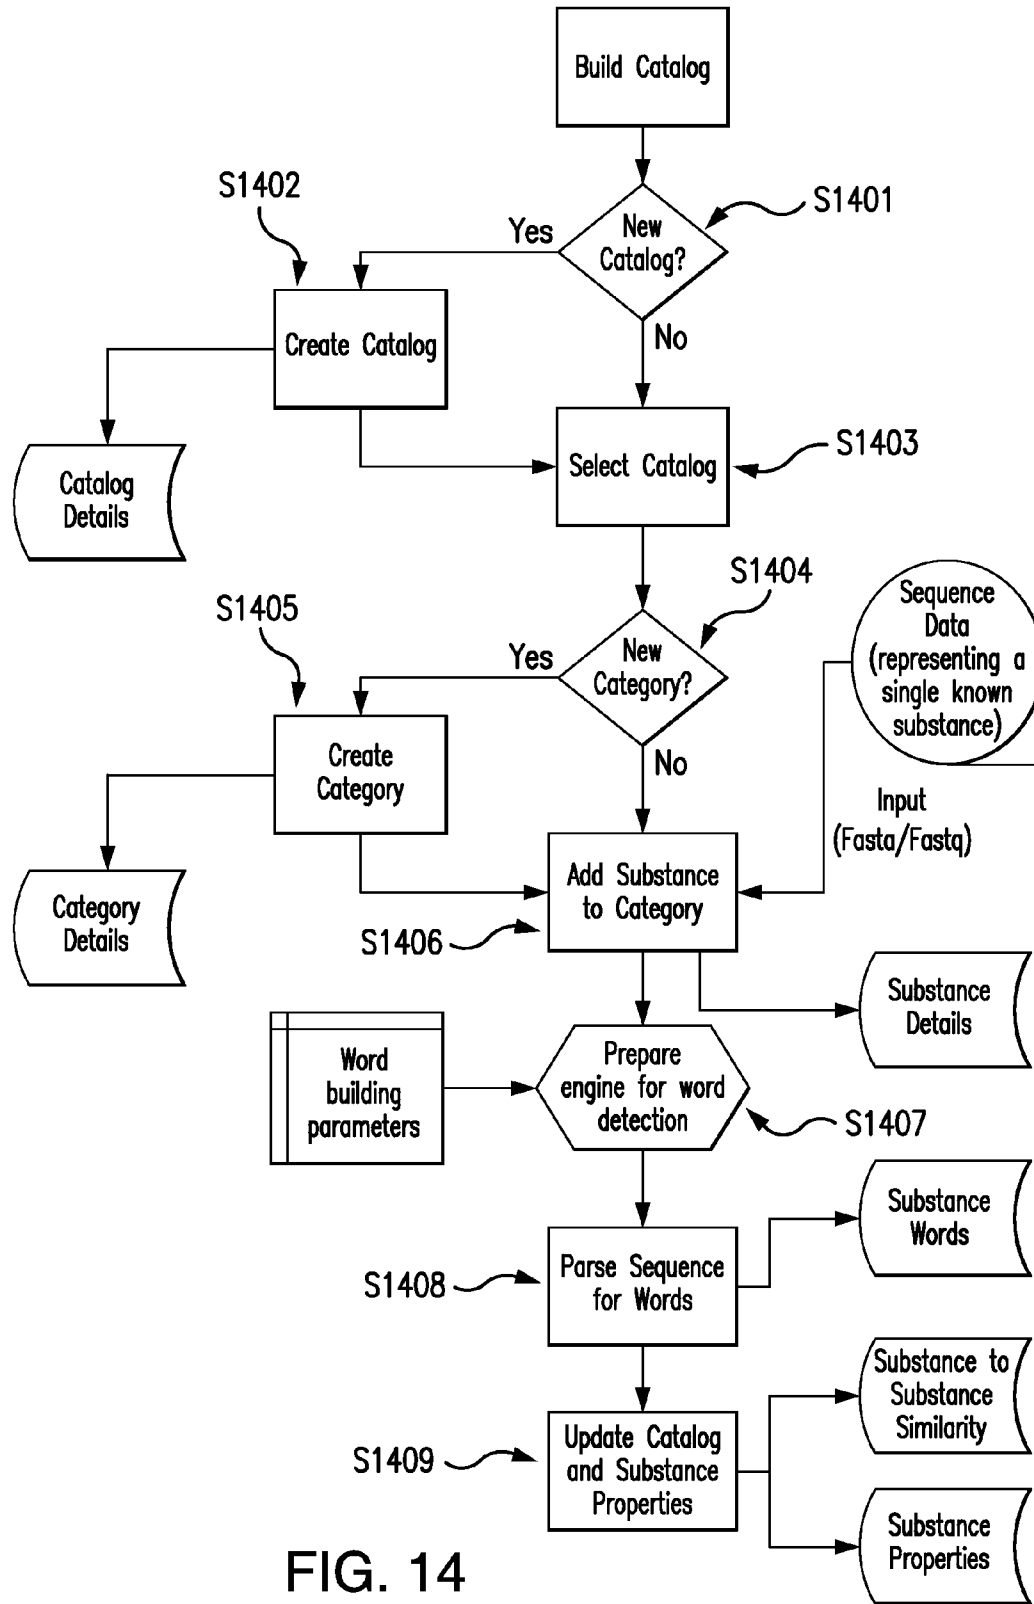 Build Catalog
S1402
S1401
New
Catalog?
Yes
No
Create Catalog
Select Catalog
S1403
Catalog
Details
S1404
S1405
New
Category?
Yes
No
Sequence
Data
(representing a
single known
substance)
Create
Category
Input
(Fasta/Fastq)
Add Substance
to Category
S1406
Category
Details
Substance
Details
Word
building
parameters
Prepare
engine for word
detection
S1407
Substance
Words
Parse Sequence
for Words
S1408
Substance to
Substance
Similarity
Update Catalog
and Substance
Properties
S1409
Substance
Properties
FIG. 14